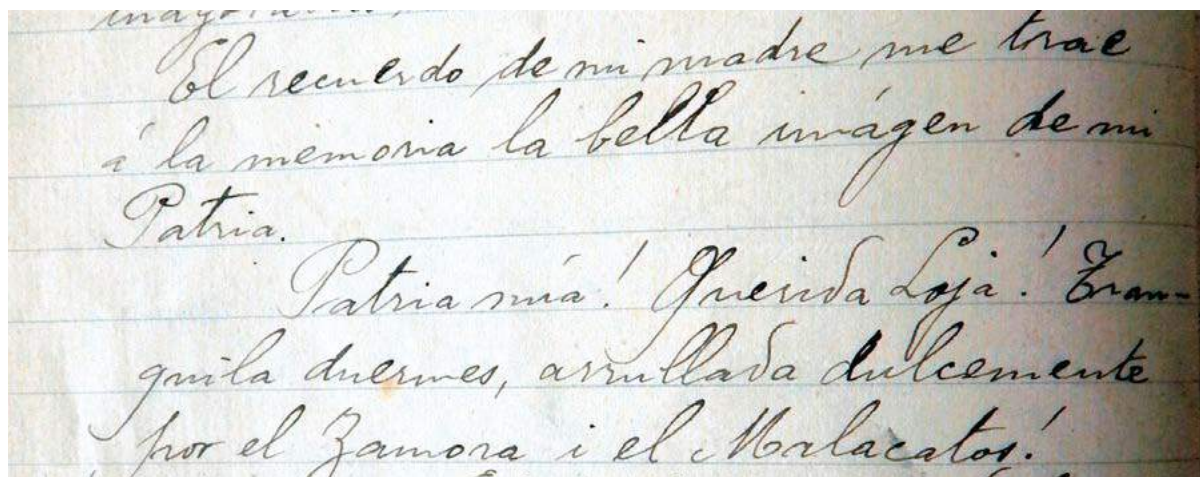 El recuerdo de mi madre me trae
á la memoria la bella imágen de mi
Patria.
Patria mía! Querida Loja! Tran-
quila duermes, arrullada dulcemente
por el Zamora i el Malacatos!